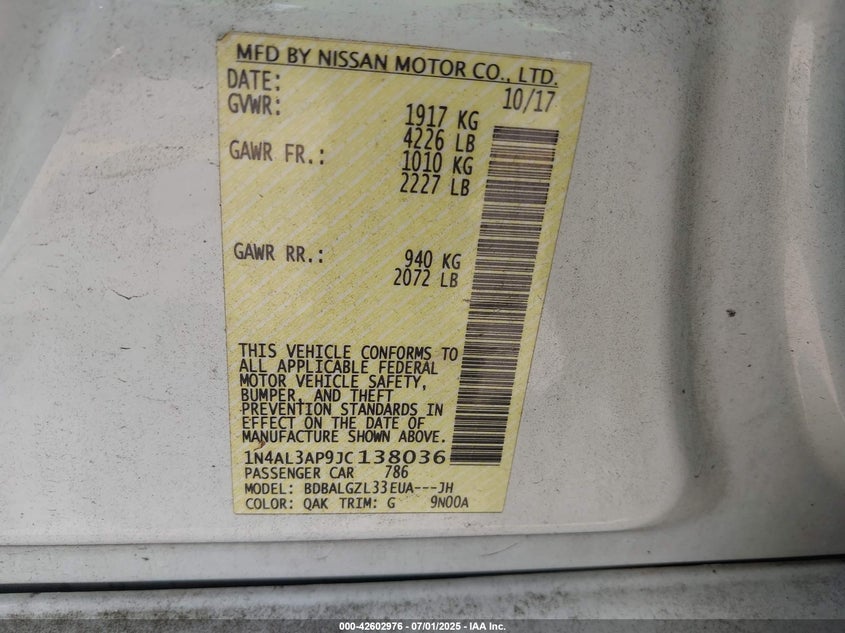 MFD BY NISSAN MOTOR CO., LTD.
DATE: 10/17
GVWR: 1917 KG
4226 LB
GAWR FR.: 1010 KG
2227 LB
GAWR RR.: 940 KG
2072 LB
THIS VEHICLE CONFORMS TO
ALL APPLICABLE FEDERAL
MOTOR VEHICLE SAFETY,
BUMPER, AND THEFT
PREVENTION STANDARDS IN
EFFECT ON THE DATE OF
MANUFACTURE SHOWN ABOVE.
1N4AL3AP9JC138036
PASSENGER CAR 786
MODEL: BDBALGZL33EUA---JH
COLOR: QAK TRIM: G 9N00A
000-42602976 - 07/01/2025 - IAA Inc.